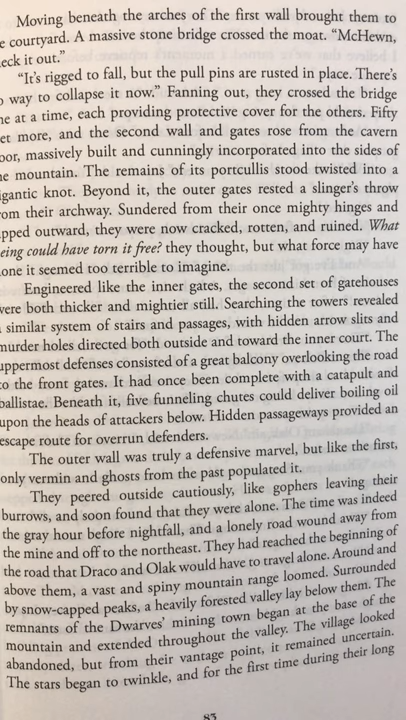 Moving beneath the arches of the first wall brought them to
e courtyard. A massive stone bridge crossed the moat. “McHewn,
eck it out.”
“It’s rigged to fall, but the pull pins are rusted in place. There’s
o way to collapse it now.” Fanning out, they crossed the bridge
ne at a time, each providing protective cover for the others. Fifty
et more, and the second wall and gates rose from the cavern
oor, massively built and cunningly incorporated into the sides of
e mountain. The remains of its portcullis stood twisted into a
igantic knot. Beyond it, the outer gates rested a slinger’s throw
om their archway. Sundered from their once mighty hinges and
pped outward, they were now cracked, rotten, and ruined. What
eing could have torn it free? they thought, but what force may have
one it seemed too terrible to imagine.
Engineered like the inner gates, the second set of gatehouses
were both thicker and mightier still. Searching the towers revealed
similar system of stairs and passages, with hidden arrow slits and
murder holes directed both outside and toward the inner court. The
uppermost defenses consisted of a great balcony overlooking the road
to the front gates. It had once been complete with a catapult and
ballistae. Beneath it, five funneling chutes could deliver boiling oil
upon the heads of attackers below. Hidden passageways provided an
escape route for overrun defenders.
The outer wall was truly a defensive marvel, but like the first,
only vermin and ghosts from the past populated it.
They peered outside cautiously, like gophers leaving their
burrows, and soon found that they were alone. The time was indeed
the gray hour before nightfall, and a lonely road wound away from
the mine and off to the northeast. They had reached the beginning of
the road that Draco and Olak would have to travel alone. Around and
above them, a vast and spiny mountain range loomed. Surrounded
by snow-capped peaks, a heavily forested valley lay below them. The
remnants of the Dwarves’ mining town began at the base of the
mountain and extended throughout the valley. The village looked
abandoned, but from their vantage point, it remained uncertain.
The stars began to twinkle, and for the first time during their long
83